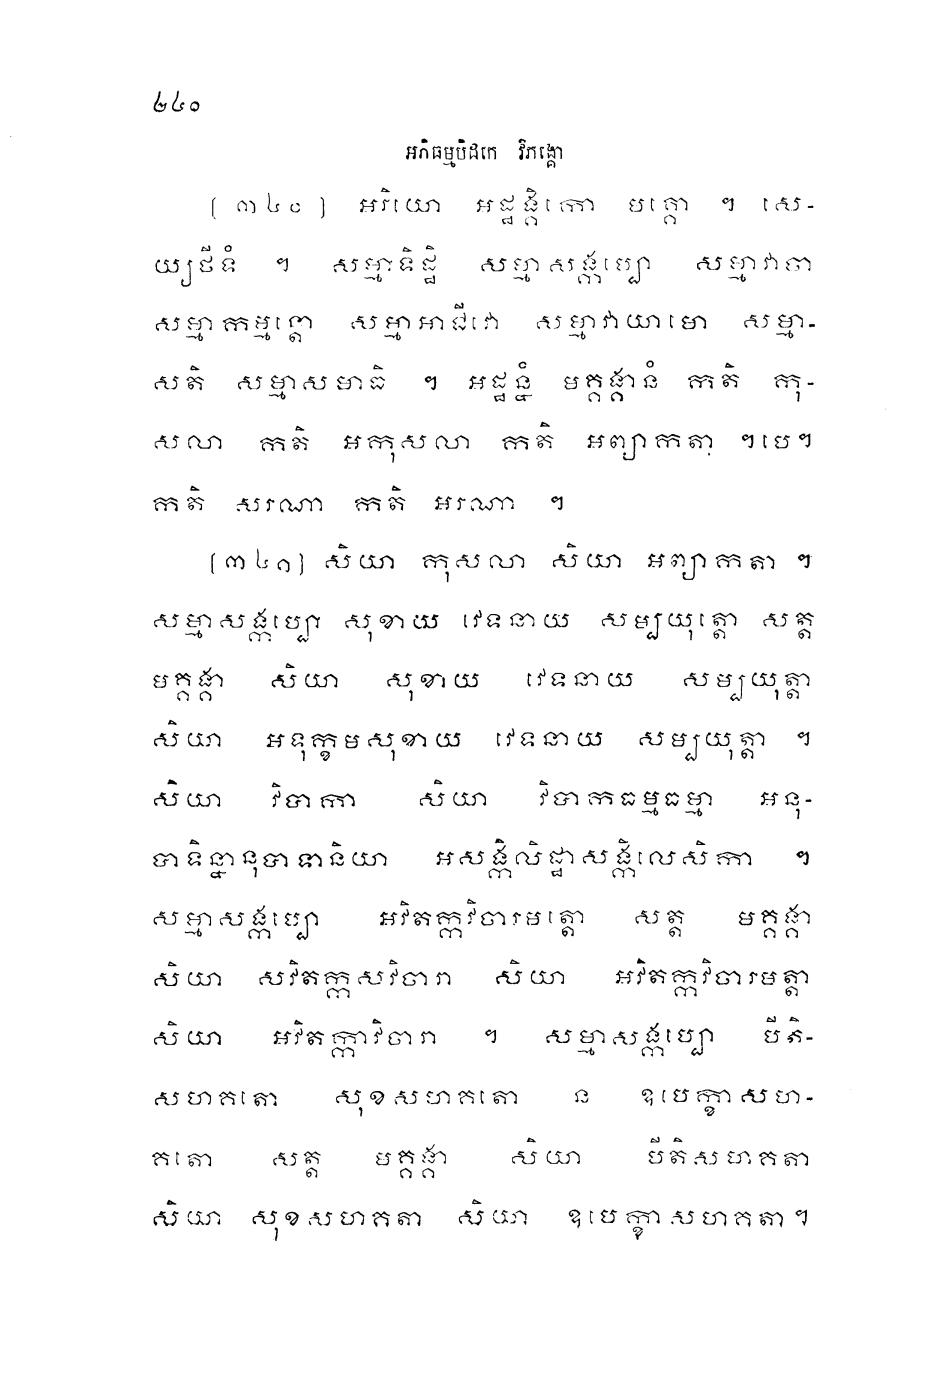 ២៤០
អភិធម្មបិដកេ វិភង្គោ
[៣៤០] អរិយោ អដ្ឋង្គិកោ មគ្គោ ។ សេ-
យ្យថីទំ ។ សម្មាទិដ្ឋិ សម្មាសង្កប្បោ សម្មាវាចា
សម្មាកម្មន្តោ សម្មាអាជីវោ សម្មាវាយាមោ សម្មា-
សតិ សម្មាសមាធិ ។ អដ្ឋន្នំ មគ្គង្គានំ កតិ កុ-
សលា កតិ អកុសលា កតិ អព្យាកតា ។បេ។
កតិ សរណា កតិ អរណា ។
[៣៤១] សិយា កុសលា សិយា អព្យាកតា ។
សម្មាសង្កប្បោ សុខាយ វេទនាយ សម្បយុត្តោ សត្ត
មគ្គង្គា សិយា សុខាយ វេទនាយ សម្បយុត្តា
សិយា អទុក្ខមសុខាយ វេទនាយ សម្បយុត្តា ។
សិយា វិបាកា សិយា វិបាកធម្មធម្មា អនុ-
បាទិន្នានុបាទានិយា អសង្កិលិដ្ឋាសង្កិលេសិកា ។
សម្មាសង្កប្បោ អវិតក្កវិចារមត្តោ សត្ត មគ្គង្គា
សិយា សវិតក្កសវិចារា សិយា អវិតក្កវិចារមត្តា
សិយា អវិតក្កាវិចារា ។ សម្មាសង្កប្បោ បីតិ-
សហគតោ សុខសហគតោ ន ឧបេក្ខាសហ-
គតោ សត្ត មគ្គង្គា សិយា បីតិសហគតា
សិយា សុខសហគតា សិយា ឧបេក្ខាសហគតា។